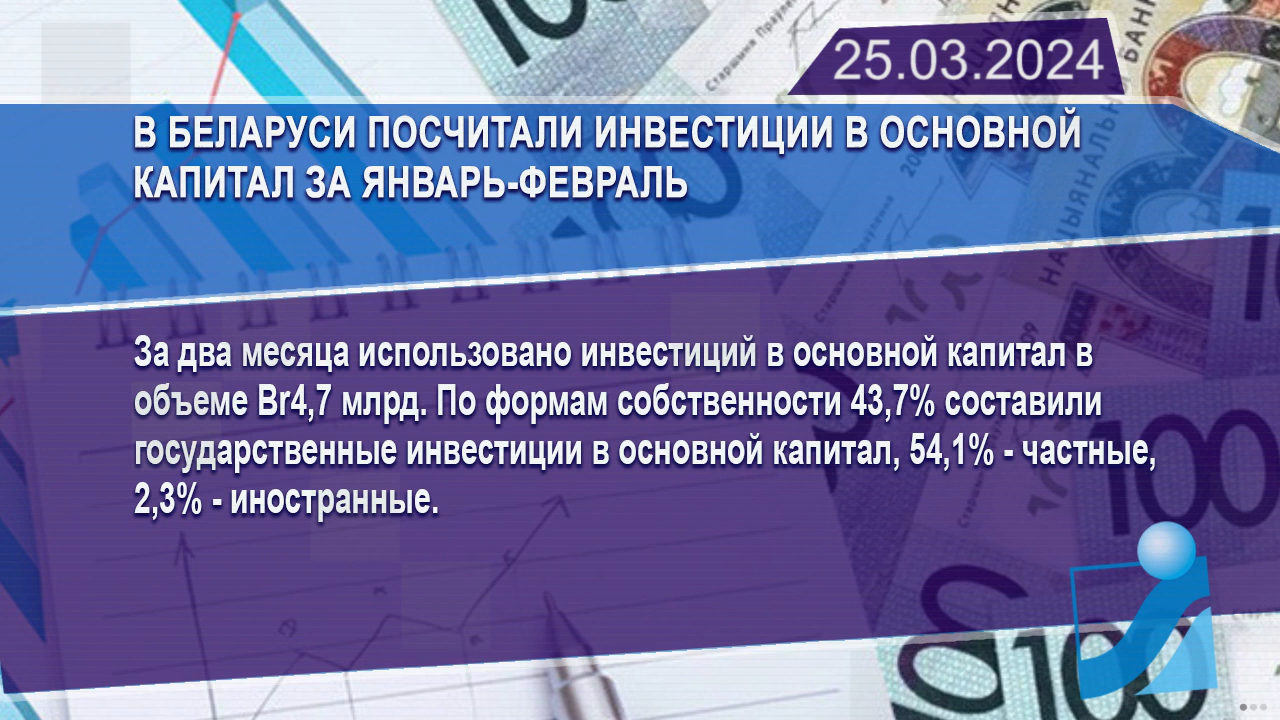 25.03.2024
В БЕЛАРУСИ ПОСЧИТАЛИ ИНВЕСТИЦИИ В ОСНОВНОЙ
КАПИТАЛ ЗА ЯНВАРЬ-ФЕВРАЛЬ
За два месяца использовано инвестиций в основной капитал в
объеме Br4,7 млрд. По формам собственности 43,7% составили
государственные инвестиции в основной капитал, 54,1% - частные,
2,3% - иностранные.
100
100